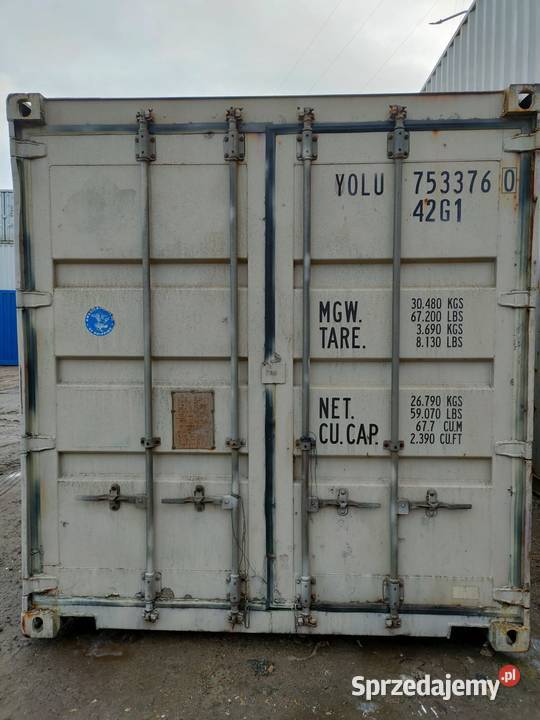 YOLU 753376 0
42G1
MGW. 30.480 KGS
67.200 LBS
TARE. 3.690 KGS
8.130 LBS
NET. 26.790 KGS
59.070 LBS
CU.CAP. 67.7 CU.M
2.390 CU.FT
Sprzedajemy.pl